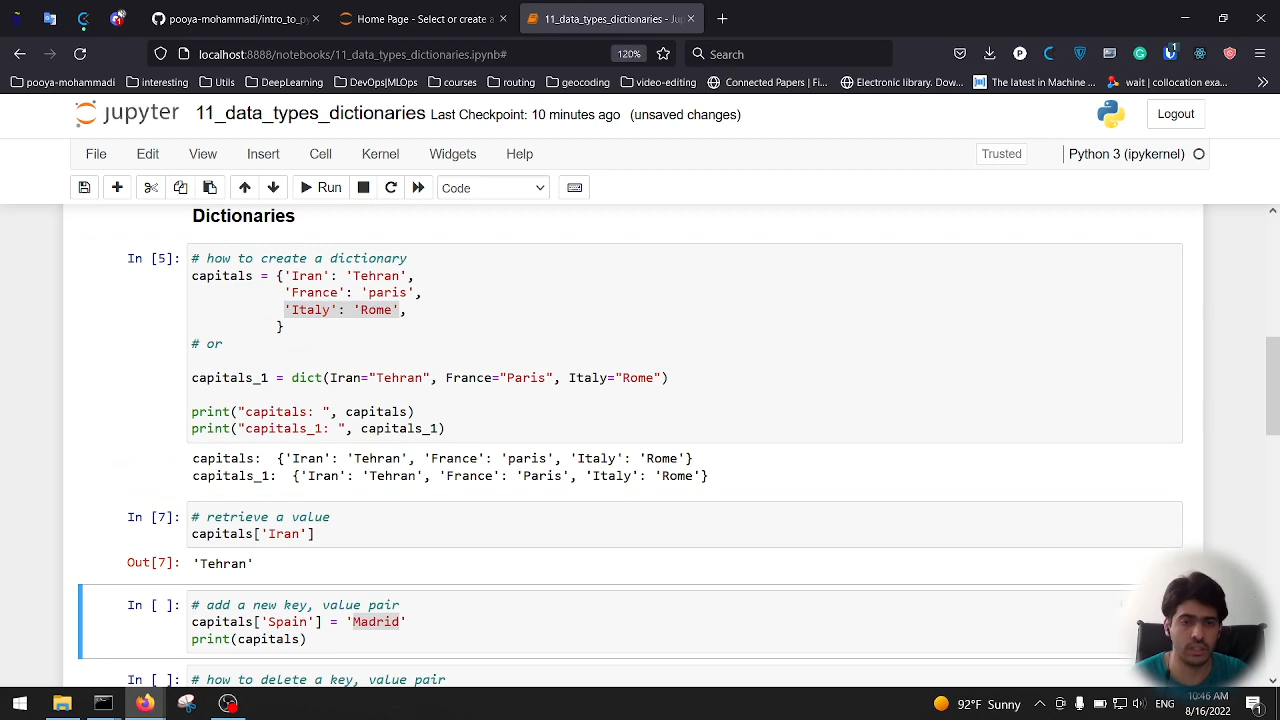 pooya-mohammadi/intro_to_py
Home Page - Select or create a
11_data_types_dictionaries - Jup
localhost:8888/notebooks/11_data_types_dictionaries.ipynb#
120%
Search
pooya-mohammadi
interesting
Utils
DeepLearning
DevOps|MLOps
courses
routing
geocoding
video-editing
Connected Papers | Fi…
Electronic library. Dow…
The latest in Machine …
wait | collocation exa…
jupyter
11_data_types_dictionaries Last Checkpoint: 10 minutes ago (unsaved changes)
Logout
File Edit View Insert Cell Kernel Widgets Help
Trusted
Python 3 (ipykernel)
Run
Code
Dictionaries
In [5]:
# how to create a dictionary
capitals = {'Iran': 'Tehran',
'France': 'paris',
'Italy': 'Rome',
}
# or
capitals_1 = dict(Iran="Tehran", France="Paris", Italy="Rome")
print("capitals: ", capitals)
print("capitals_1: ", capitals_1)
capitals:  {'Iran': 'Tehran', 'France': 'paris', 'Italy': 'Rome'}
capitals_1:  {'Iran': 'Tehran', 'France': 'Paris', 'Italy': 'Rome'}
In [7]:
# retrieve a value
capitals['Iran']
Out[7]: 'Tehran'
In [ ]:
# add a new key, value pair
capitals['Spain'] = 'Madrid'
print(capitals)
In [ ]:
# how to delete a key, value pair
92°F Sunny
ENG
10:46 AM
8/16/2022